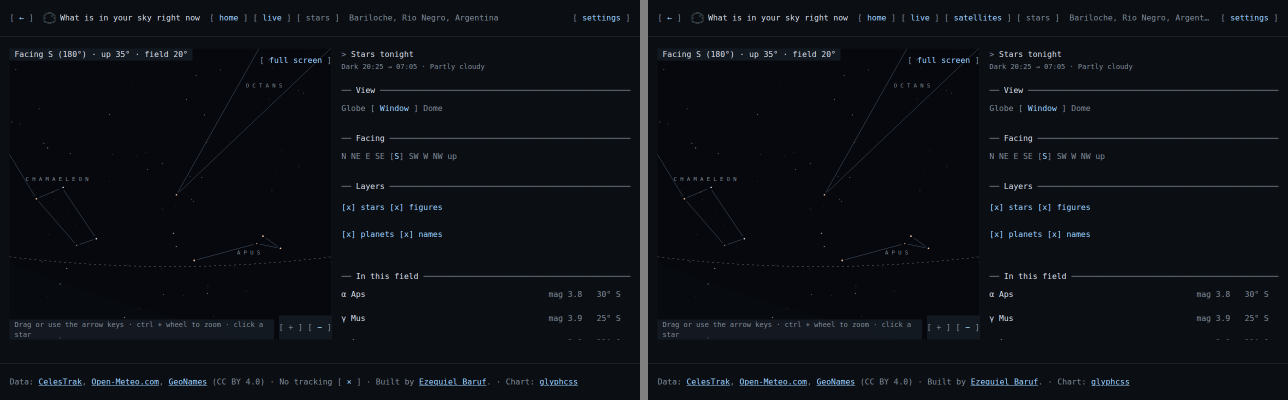 [ ← ] What is in your sky right now [ home ] [ live ] [ stars ] Bariloche, Rio Negro, Argentina [ settings ]
Facing S (180°) · up 35° · field 20°
[ full screen ]
OCTANS
CHAMAELEON
APUS
Drag or use the arrow keys · ctrl + wheel to zoom · click a
star
[ + ] [ − ]
> Stars tonight
Dark 20:25 → 07:05 · Partly cloudy
View
Globe [ Window ] Dome
Facing
N NE E SE [S] SW W NW up
Layers
[x] stars [x] figures
[x] planets [x] names
In this field
α Aps mag 3.8 30° S
γ Mus mag 3.9 25° S
Data: CelesTrak, Open-Meteo.com, GeoNames (CC BY 4.0) · No tracking [ × ] · Built by Ezequiel Baruf. · Chart: glyphcss
[ ← ] What is in your sky right now [ home ] [ live ] [ satellites ] [ stars ] Bariloche, Rio Negro, Argent… [ settings ]
Facing S (180°) · up 35° · field 20°
[ full screen ]
OCTANS
CHAMAELEON
APUS
Drag or use the arrow keys · ctrl + wheel to zoom · click a
star
[ + ] [ − ]
> Stars tonight
Dark 20:25 → 07:05 · Partly cloudy
View
Globe [ Window ] Dome
Facing
N NE E SE [S] SW W NW up
Layers
[x] stars [x] figures
[x] planets [x] names
In this field
α Aps mag 3.8 30° S
γ Mus mag 3.9 25° S
Data: CelesTrak, Open-Meteo.com, GeoNames (CC BY 4.0) · Built by Ezequiel Baruf. · Chart: glyphcss